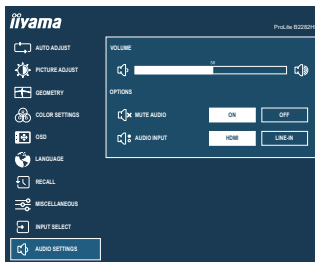 iiyama
ProLite B2282H
AUTO ADJUST
VOLUME
PICTURE ADJUST
GEOMETRY
OPTIONS
COLOR SETTINGS
MUTE AUDIO
ON
OFF
OSD
AUDIO INPUT
HDMI
LINE-IN
LANGUAGE
RECALL
MISCELLANEOUS
INPUT SELECT
AUDIO SETTINGS